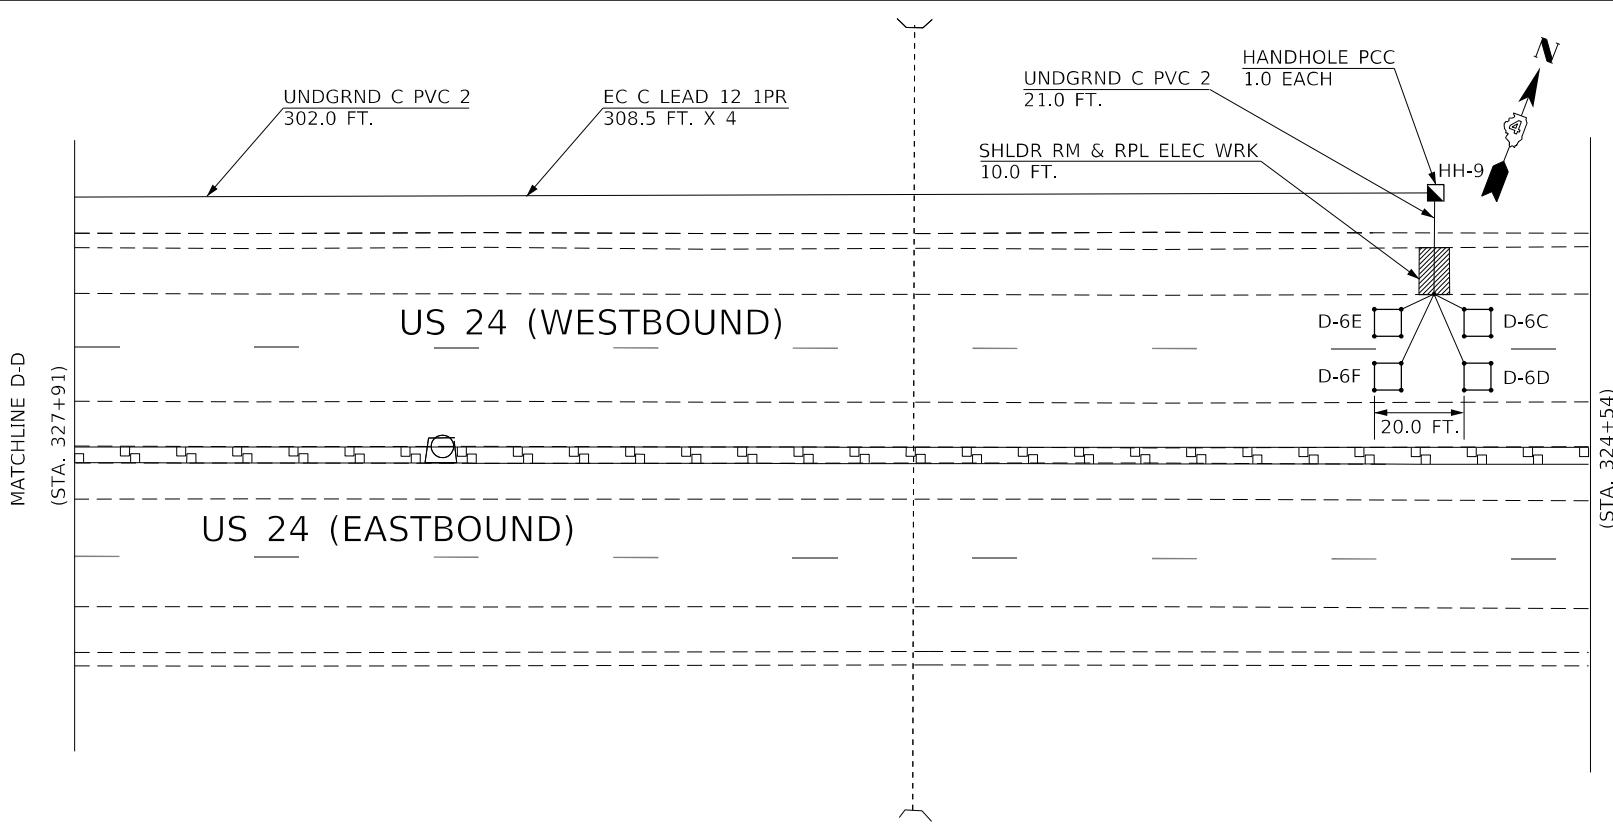 HANDHOLE PCC
1.0 EACH
N
4
UNDGRND C PVC 2
21.0 FT.
UNDGRND C PVC 2
302.0 FT.
EC C LEAD 12 1PR
308.5 FT. X 4
SHLDR RM & RPL ELEC WRK
10.0 FT.
HH-9
US 24 (WESTBOUND)
D-6E
D-6C
D-6F
D-6D
20.0 FT.
MATCHLINE D-D
(STA. 327+91)
(STA. 324+54)
US 24 (EASTBOUND)